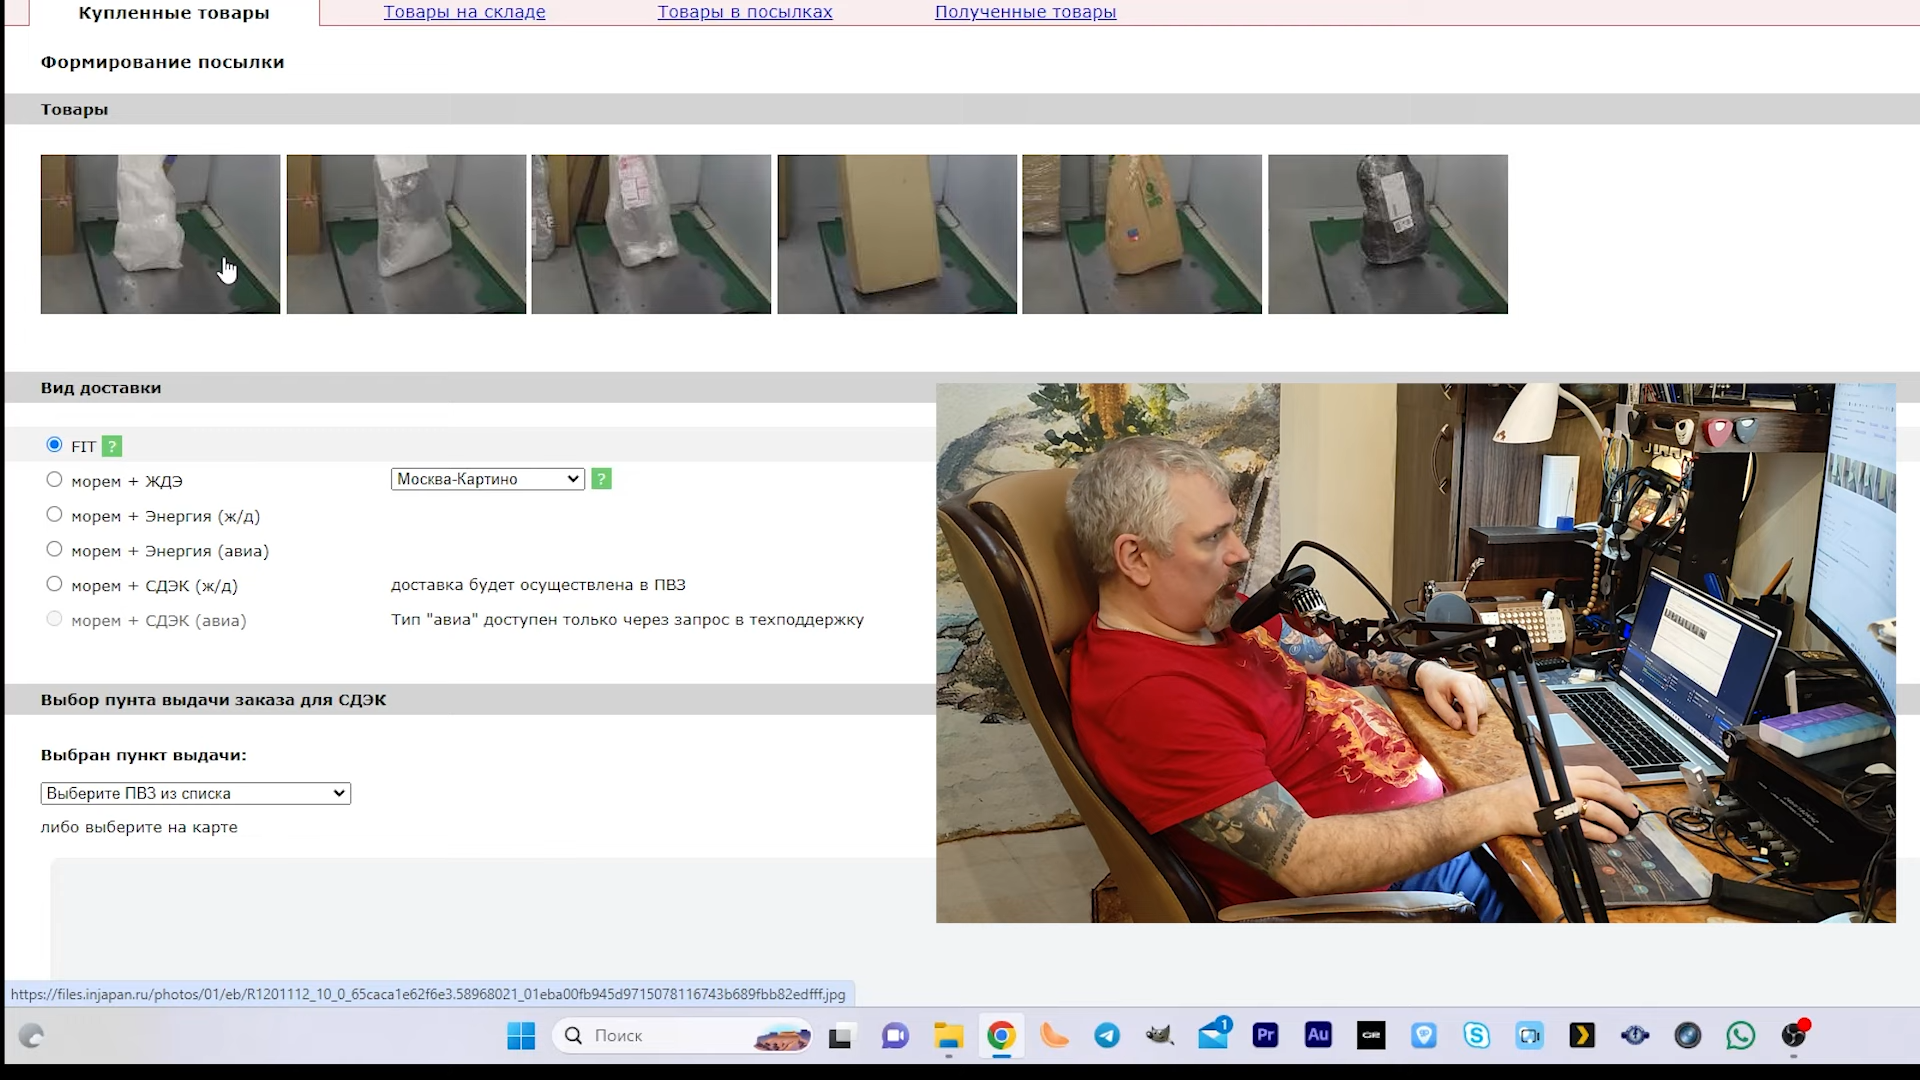 Купленные товары
Товары на складе
Товары в посылках
Полученные товары
Формирование посылки
Товары
Вид доставки
FIT ?
морем + ЖДЭ
Москва-Картино
?
морем + Энергия (ж/д)
морем + Энергия (авиа)
морем + СДЭК (ж/д)
доставка будет осуществлена в ПВЗ
морем + СДЭК (авиа)
Тип "авиа" доступен только через запрос в техподдержку
Выбор пунта выдачи заказа для СДЭК
Выбран пункт выдачи:
Выберите ПВЗ из списка
либо выберите на карте
https://files.injapan.ru/photos/01/eb/R1201112_10_0_65caca1e62f6e3.58968021_01eba00fb945d9715078116743b689fbb82edfff.jpg
Поиск
1
Pr
Au